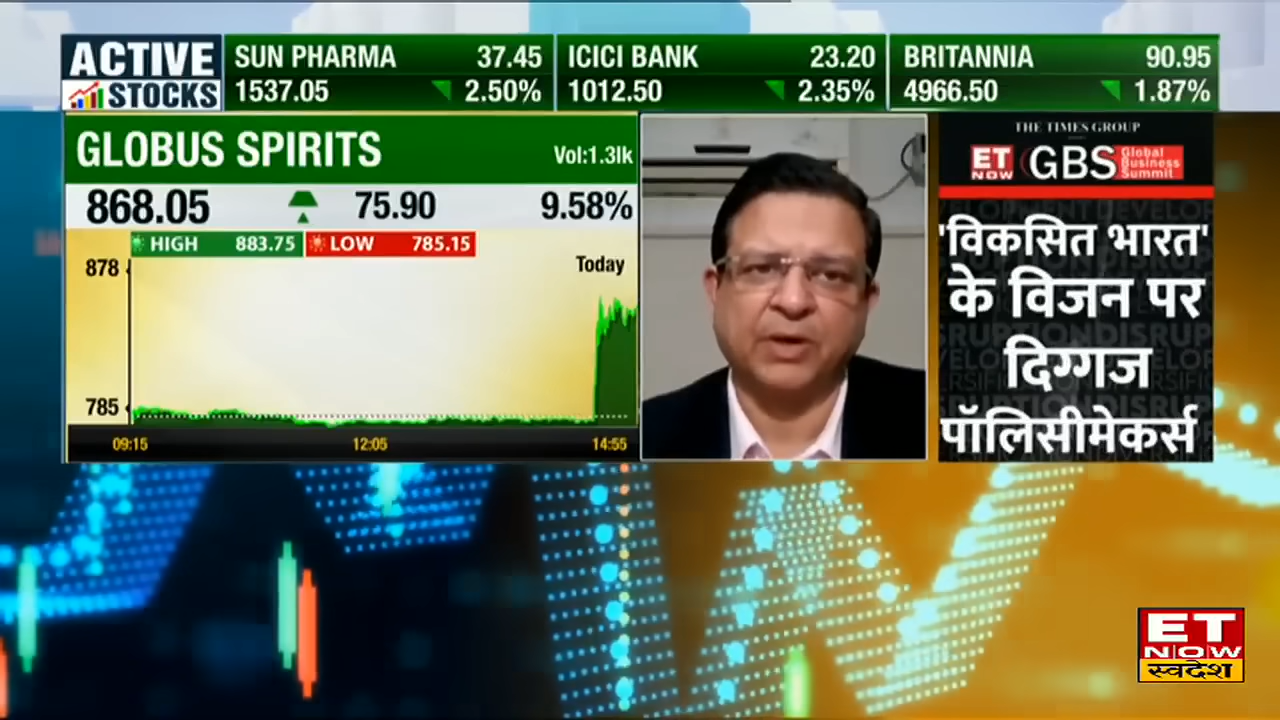 ACTIVE
STOCKS
SUN PHARMA 37.45
1537.05 2.50%
ICICI BANK 23.20
1012.50 2.35%
BRITANNIA 90.95
4966.50 1.87%
GLOBUS SPIRITS Vol:1.3lk
868.05 75.90 9.58%
HIGH 883.75 LOW 785.15
Today
878
785
09:15 12:05 14:55
THE TIMES GROUP
ET NOW GBS Global Business Summit
'विकसित भारत'
के विजन पर
दिग्गज
पॉलिसीमेकर्स
ET
NOW
स्वदेश